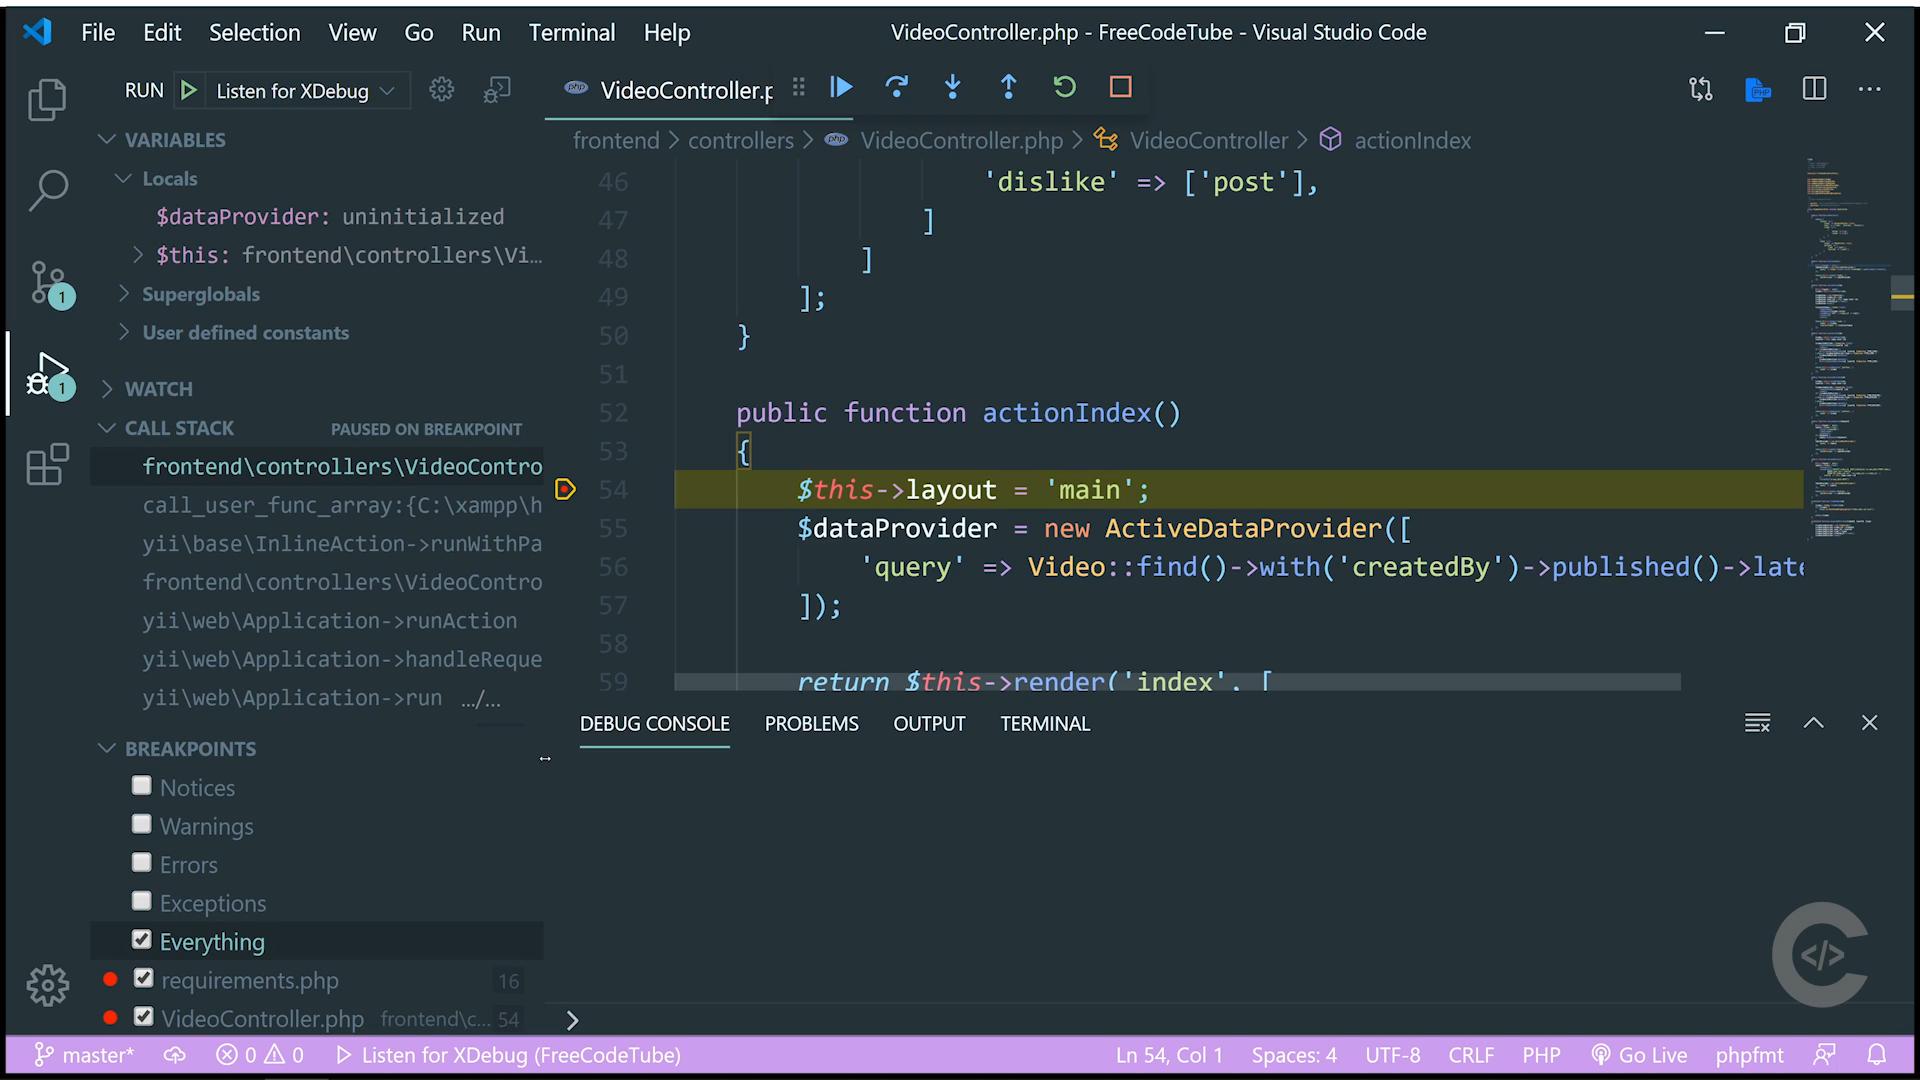 File Edit Selection View Go Run Terminal Help
VideoController.php - FreeCodeTube - Visual Studio Code
RUN Listen for XDebug
VARIABLES
Locals
$dataProvider: uninitialized
$this: frontend\controllers\Vi…
Superglobals
User defined constants
WATCH
CALL STACK PAUSED ON BREAKPOINT
frontend\controllers\VideoContro
call_user_func_array:{C:\xampp\h
yii\base\InlineAction->runWithPa
frontend\controllers\VideoContro
yii\web\Application->runAction
yii\web\Application->handleReque
yii\web\Application->run .../...
BREAKPOINTS
Notices
Warnings
Errors
Exceptions
Everything
requirements.php 16
VideoController.php frontend\c... 54
1
1
php VideoController.p
PHP
frontend > controllers > php VideoController.php > VideoController > actionIndex
46 'dislike' => ['post'],
47 ]
48 ]
49 ];
50 }
51
52 public function actionIndex()
53 {
54 $this->layout = 'main';
55 $dataProvider = new ActiveDataProvider([
56 'query' => Video::find()->with('createdBy')->published()->late
57 ]);
58
59 return $this->render('index', [
DEBUG CONSOLE PROBLEMS OUTPUT TERMINAL
>
</>
master* 0 0 Listen for XDebug (FreeCodeTube)
Ln 54, Col 1 Spaces: 4 UTF-8 CRLF PHP Go Live phpfmt